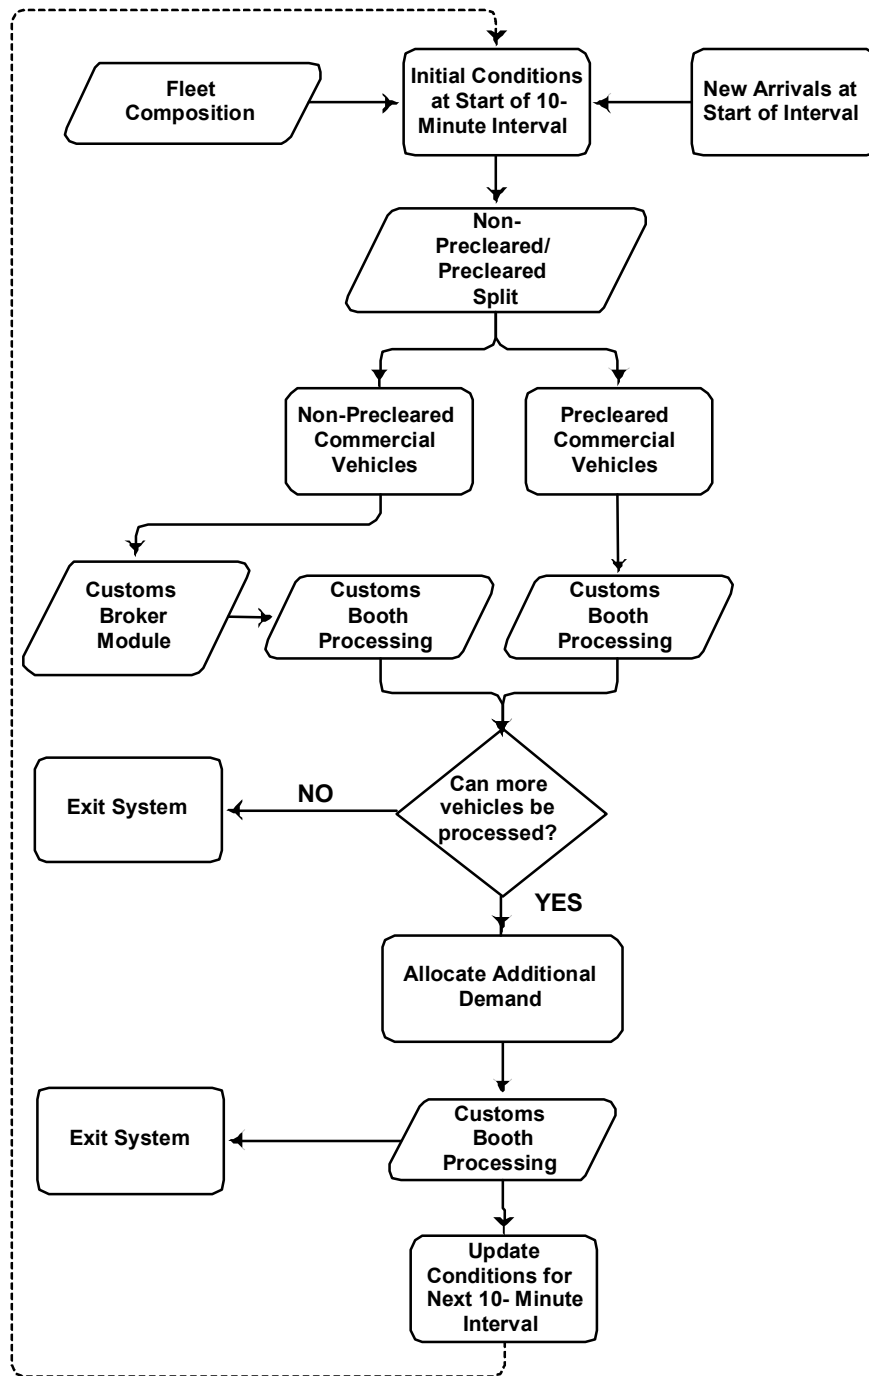 Fleet
Composition
Initial Conditions
at Start of 10-
Minute Interval
New Arrivals at
Start of Interval
Non-
Precleared/
Precleared
Split
Non-Precleared
Commercial
Vehicles
Precleared
Commercial
Vehicles
Customs
Broker
Module
Customs
Booth
Processing
Customs
Booth
Processing
Can more
vehicles be
processed?
NO
Exit System
YES
Allocate Additional
Demand
Customs
Booth
Processing
Exit System
Update
Conditions for
Next 10- Minute
Interval